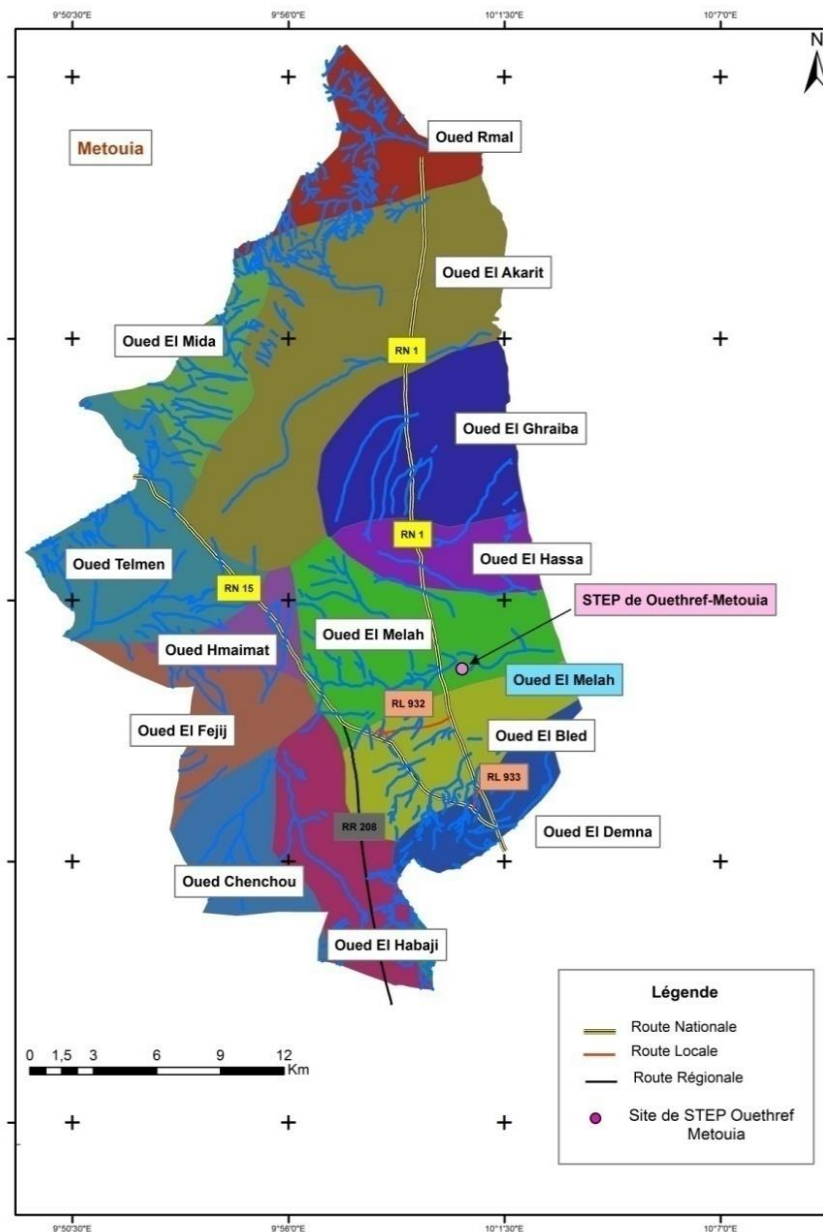 9°50'30"E 9°56'0"E 10°1'30"E 10°7'0"E
N
Metouia
Oued Rmal
Oued El Akarit
Oued El Mida
RN 1
Oued El Ghraiba
RN 1
Oued El Hassa
Oued Telmen
RN 15
STEP de Ouethref-Metouia
Oued El Melah
Oued Hmaimat
Oued El Melah
RL 932
Oued El Fejij
Oued El Bled
RL 933
RR 208
Oued El Demna
Oued Chenchou
Oued El Habaji
Légende
Route Nationale
Route Locale
Route Régionale
Site de STEP Ouethref
Metouia
0 1,5 3 6 9 12
Km
9°50'30"E 9°56'0"E 10°1'30"E 10°7'0"E